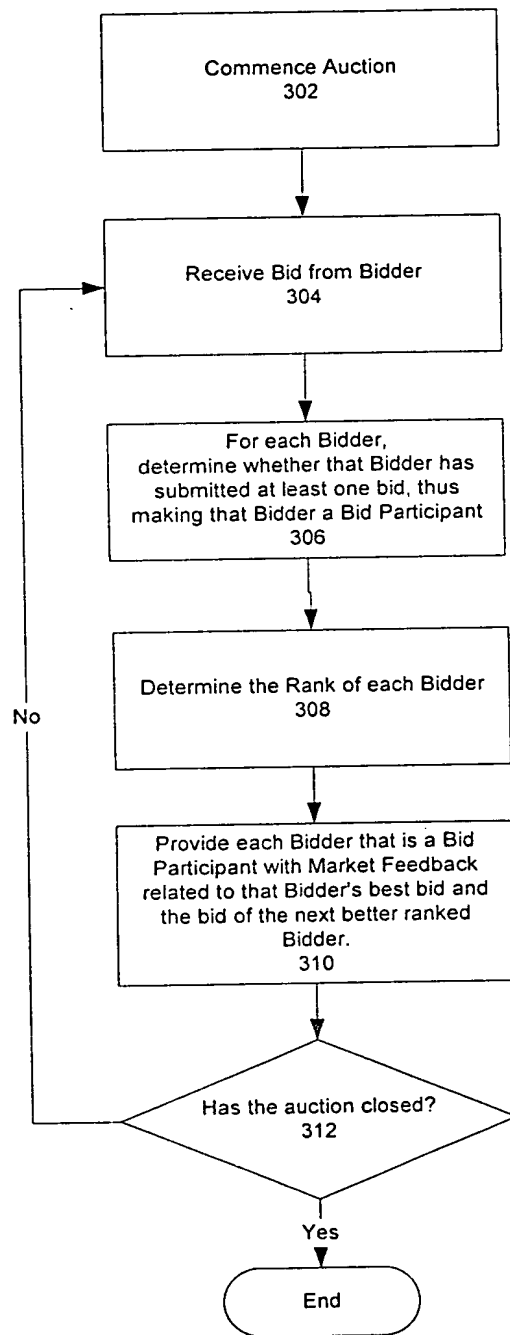 Commence Auction
302
Receive Bid from Bidder
304
For each Bidder,
determine whether that Bidder has
submitted at least one bid, thus
making that Bidder a Bid Participant
306
Determine the Rank of each Bidder
308
No
Provide each Bidder that is a Bid
Participant with Market Feedback
related to that Bidder's best bid and
the bid of the next better ranked
Bidder.
310
Has the auction closed?
312
Yes
End